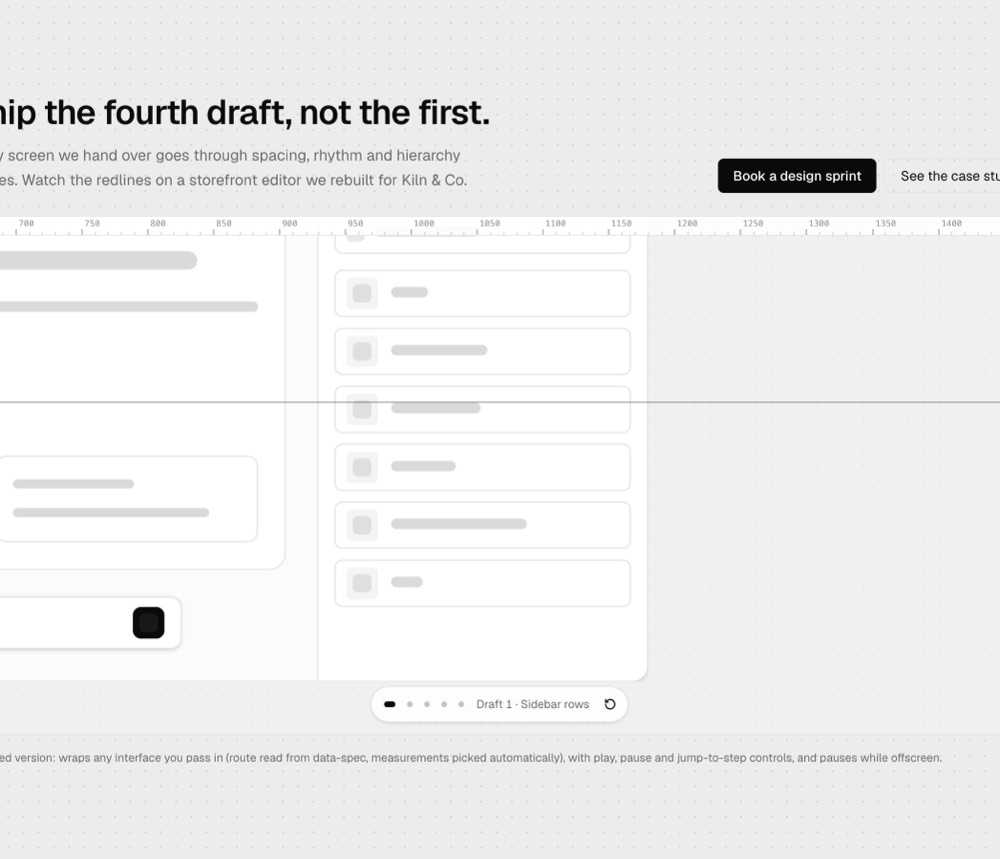 ip the fourth draft, not the first.
screen we hand over goes through spacing, rhythm and hierarchy
es. Watch the redlines on a storefront editor we rebuilt for Kiln & Co.
Book a design sprint
See the case stu
700 750 800 850 900 950 1000 1050 1100 1150 1200 1250 1300 1350 1400
Draft 1 · Sidebar rows
ed version: wraps any interface you pass in (route read from data-spec, measurements picked automatically), with play, pause and jump-to-step controls, and pauses while offscreen.